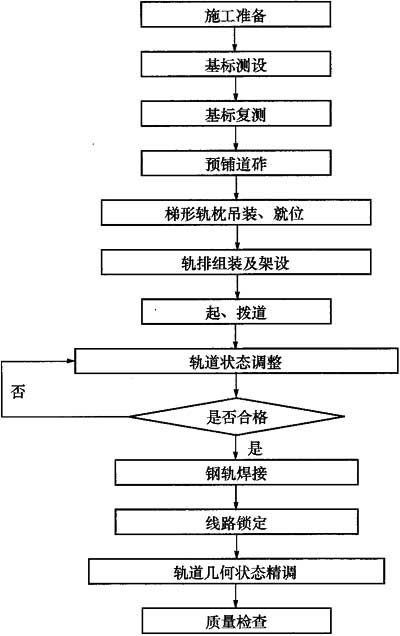 施工准备
基标测设
基标复测
预铺道砟
梯形轨枕吊装、就位
轨排组装及架设
起、拨道
轨道状态调整
否
是否合格
是
钢轨焊接
线路锁定
轨道几何状态精调
质量检查